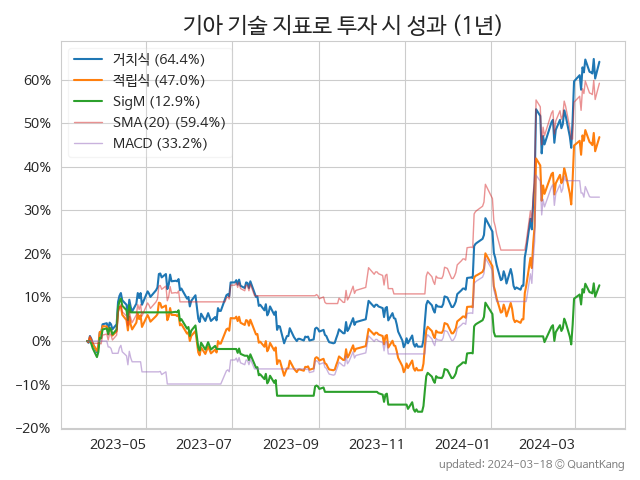 기아 기술 지표로 투자 시 성과 (1년)
거치식 (64.4%)
적립식 (47.0%)
SigM (12.9%)
SMA(20) (59.4%)
MACD (33.2%)
60%
50%
40%
30%
20%
10%
0%
−10%
−20%
2023-05 2023-07 2023-09 2023-11 2024-01 2024-03
updated: 2024-03-18 © QuantKang